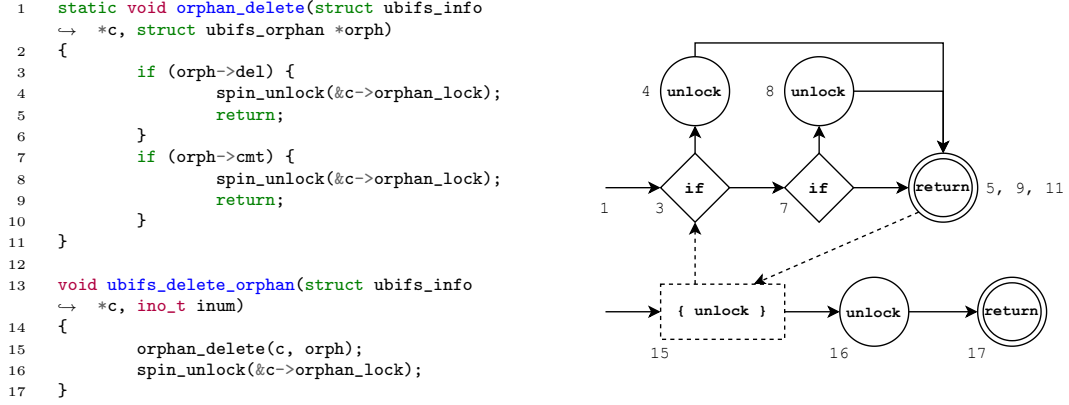 1 static void orphan_delete(struct ubifs_info
↪ *c, struct ubifs_orphan *orph)
2 {
3 if (orph->del) {
4 spin_unlock(&c->orphan_lock);
5 return;
6 }
7 if (orph->cmt) {
8 spin_unlock(&c->orphan_lock);
9 return;
10 }
11 }
12
13 void ubifs_delete_orphan(struct ubifs_info
↪ *c, ino_t inum)
14 {
15 orphan_delete(c, orph);
16 spin_unlock(&c->orphan_lock);
17 }
4 unlock 8 unlock
if if return 5, 9, 11
1 3 7
{ unlock } unlock return
15 16 17